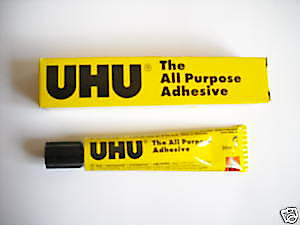 UHU® The
All Purpose
Adhesive
UHU The All Purpose
Adhesive